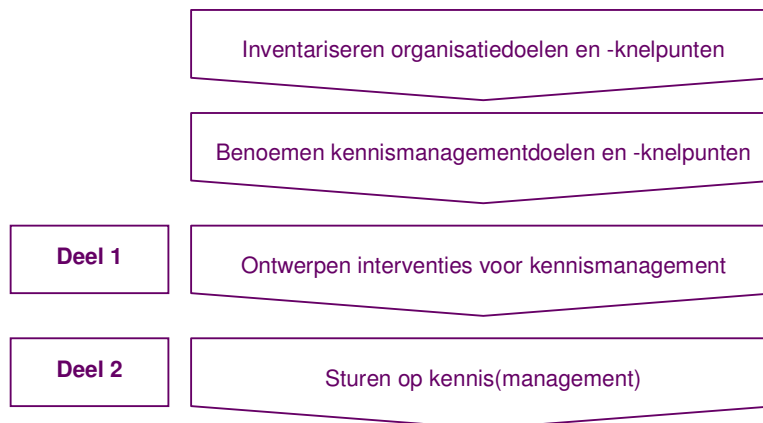 Inventariseren organisatiedoelen en -knelpunten
Benoemen kennismanagementdoelen en -knelpunten
Deel 1
Ontwerpen interventies voor kennismanagement
Deel 2
Sturen op kennis(management)